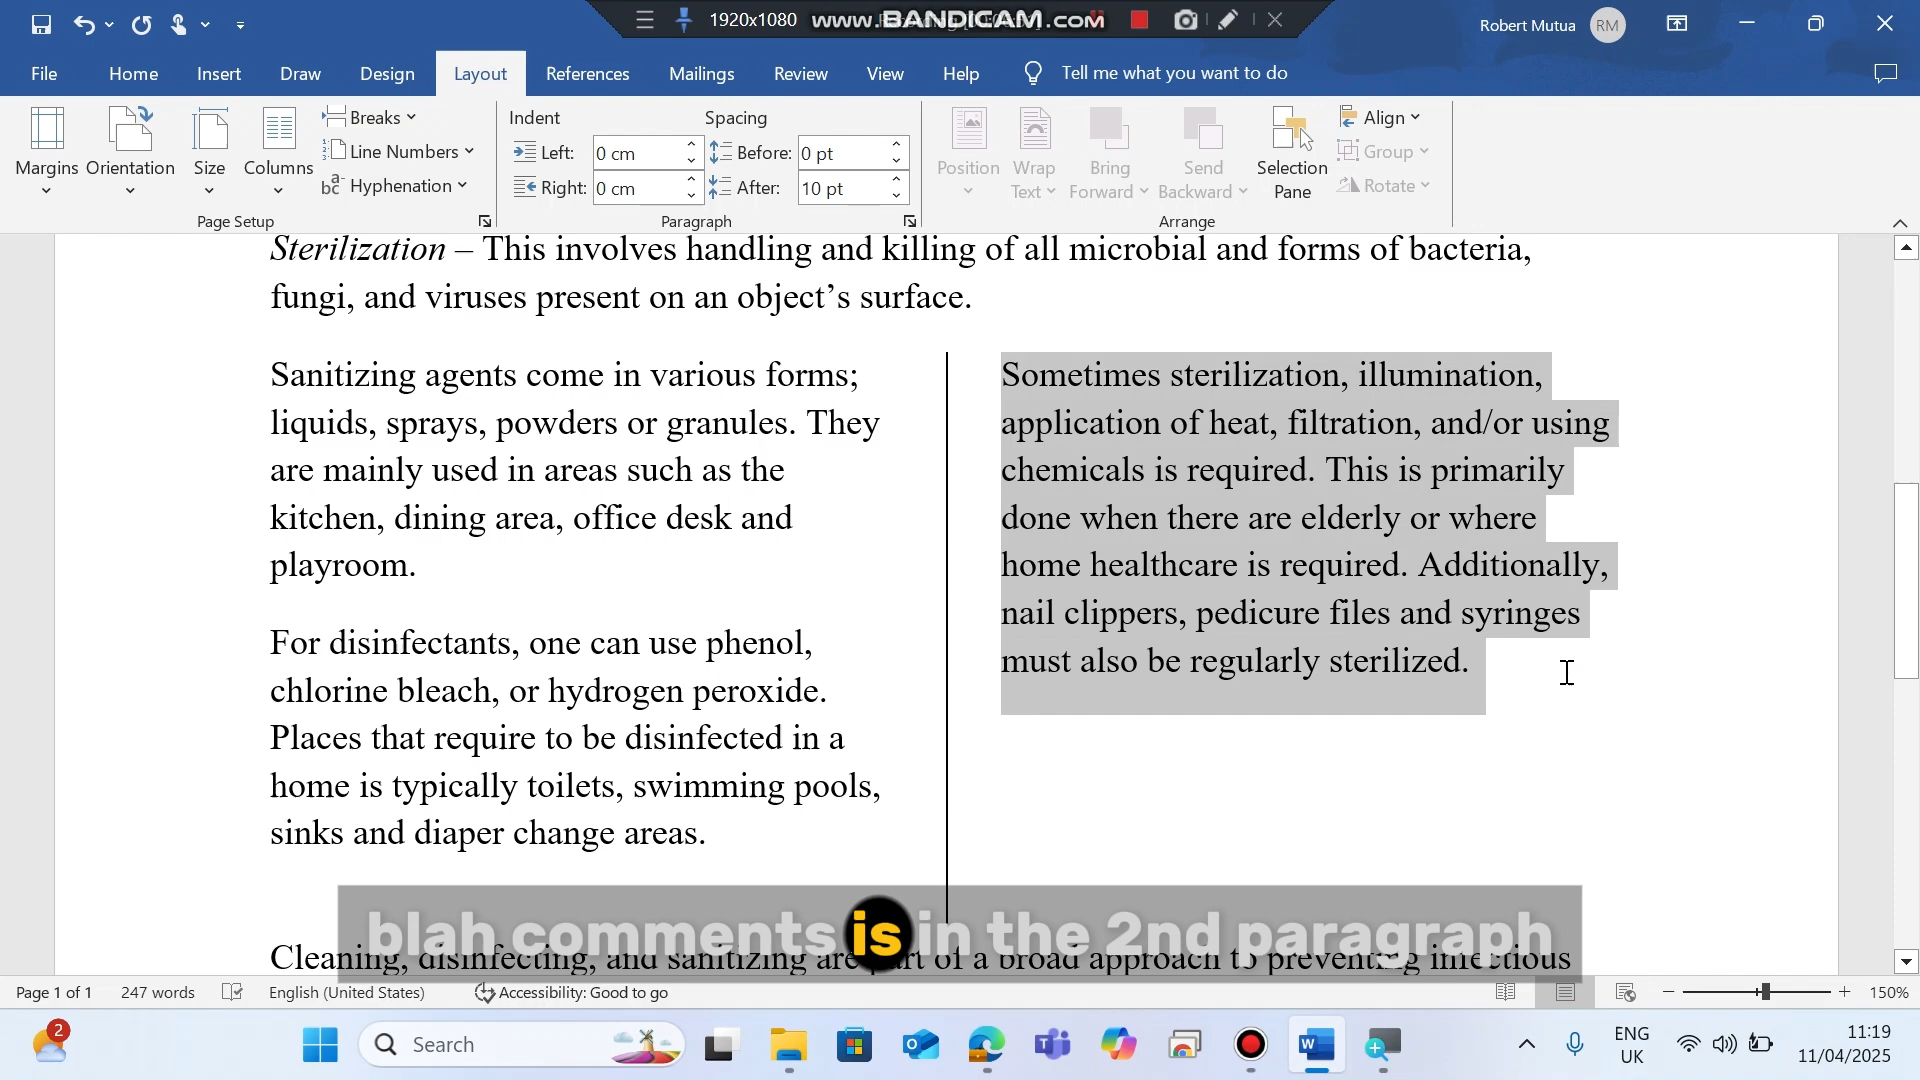 1920x1080
www.BANDICAM.com
Robert Mutua
RM
File
Home
Insert
Draw
Design
Layout
References
Mailings
Review
View
Help
Tell me what you want to do
Margins
Orientation
Size
Columns
Breaks
Line Numbers
Hyphenation
Page Setup
Indent
Left:
0 cm
Right:
0 cm
Spacing
Before:
0 pt
After:
10 pt
Paragraph
Position
Wrap
Text
Bring
Forward
Send
Backward
Selection
Pane
Align
Group
Rotate
Arrange
Sterilization – This involves handling and killing of all microbial and forms of bacteria,
fungi, and viruses present on an object’s surface.
Sanitizing agents come in various forms;
liquids, sprays, powders or granules. They
are mainly used in areas such as the
kitchen, dining area, office desk and
playroom.
For disinfectants, one can use phenol,
chlorine bleach, or hydrogen peroxide.
Places that require to be disinfected in a
home is typically toilets, swimming pools,
sinks and diaper change areas.
Sometimes sterilization, illumination,
application of heat, filtration, and/or using
chemicals is required. This is primarily
done when there are elderly or where
home healthcare is required. Additionally,
nail clippers, pedicure files and syringes
must also be regularly sterilized.
blah comments is in the 2nd paragraph
Cleaning, disinfecting, and sanitizing are part of a broad approach to preventing infectious
Page 1 of 1
247 words
English (United States)
Accessibility: Good to go
150%
2
Search
ENG
UK
11:19
11/04/2025